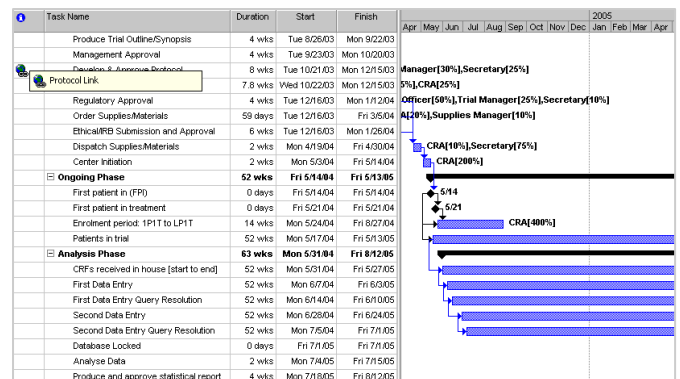 Task Name Duration Start Finish 2005
Apr May Jun Jul Aug Sep Oct Nov Dec Jan Feb Mar Apr
Produce Trial Outline/Synopsis 4 wks Tue 8/26/03 Mon 9/22/03
Management Approval 4 wks Tue 9/23/03 Mon 10/20/03
Develop & Approve Protocol 8 wks Tue 10/21/03 Mon 12/15/03 Manager[30%],Secretary[25%]
Protocol Link 7.8 wks Wed 10/22/03 Mon 12/15/03 5%],CRA[25%]
Regulatory Approval 4 wks Tue 12/16/03 Mon 1/12/04 Officer[50%],Trial Manager[25%],Secretary[10%]
Order Supplies/Materials 59 days Tue 12/16/03 Fri 3/5/04 A[20%],Supplies Manager[10%]
Ethical/IRB Submission and Approval 6 wks Tue 12/16/03 Mon 1/26/04
Dispatch Supplies/Materials 2 wks Mon 4/19/04 Fri 4/30/04 CRA[10%],Secretary[75%]
Center Initiation 2 wks Mon 5/3/04 Fri 5/14/04 CRA[200%]
Ongoing Phase 52 wks Fri 5/14/04 Fri 5/13/05
First patient in (FPI) 0 days Fri 5/14/04 Fri 5/14/04 5/14
First patient in treatment 0 days Fri 5/21/04 Fri 5/21/04 5/21
Enrolment period: 1P1T to LP1T 14 wks Mon 5/24/04 Fri 8/27/04 CRA[400%]
Patients in trial 52 wks Mon 5/17/04 Fri 5/13/05
Analysis Phase 63 wks Mon 5/31/04 Fri 8/12/05
CRFs received in house [start to end] 52 wks Mon 5/31/04 Fri 5/27/05
First Data Entry 52 wks Mon 6/7/04 Fri 6/3/05
First Data Entry Query Resolution 52 wks Mon 6/14/04 Fri 6/10/05
Second Data Entry 52 wks Mon 6/28/04 Fri 6/24/05
Second Data Entry Query Resolution 52 wks Mon 7/5/04 Fri 7/1/05
Database Locked 0 days Fri 7/1/05 Fri 7/1/05
Analyse Data 2 wks Mon 7/4/05 Fri 7/15/05
Produce and approve statistical report 4 wks Mon 7/18/05 Fri 8/12/05